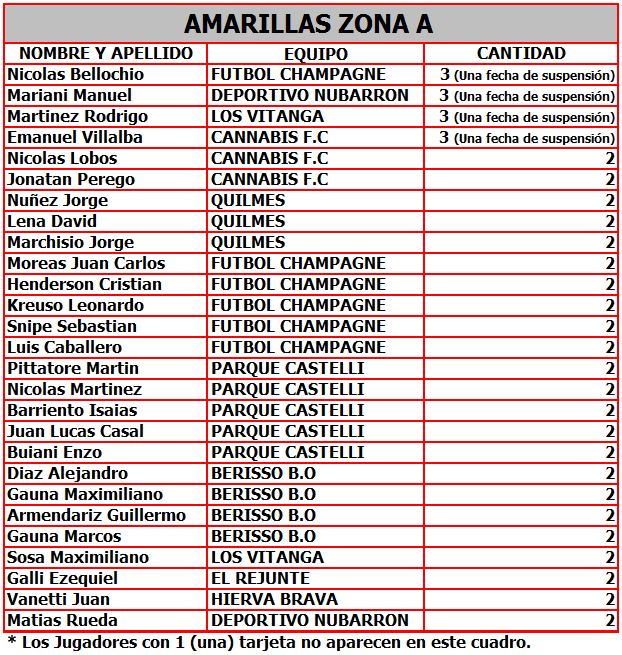 AMARILLAS ZONA A
NOMBRE Y APELLIDO EQUIPO CANTIDAD
Nicolas Bellochio FUTBOL CHAMPAGNE 3 (Una fecha de suspensión)
Mariani Manuel DEPORTIVO NUBARRON 3 (Una fecha de suspensión)
Martinez Rodrigo LOS VITANGA 3 (Una fecha de suspensión)
Emanuel Villalba CANNABIS F.C 3 (Una fecha de suspensión)
Nicolas Lobos CANNABIS F.C 2
Jonatan Perego CANNABIS F.C 2
Nuñez Jorge QUILMES 2
Lena David QUILMES 2
Marchisio Jorge QUILMES 2
Moreas Juan Carlos FUTBOL CHAMPAGNE 2
Henderson Cristian FUTBOL CHAMPAGNE 2
Kreuso Leonardo FUTBOL CHAMPAGNE 2
Snipe Sebastian FUTBOL CHAMPAGNE 2
Luis Caballero FUTBOL CHAMPAGNE 2
Pittatore Martin PARQUE CASTELLI 2
Nicolas Martinez PARQUE CASTELLI 2
Barriento Isaias PARQUE CASTELLI 2
Juan Lucas Casal PARQUE CASTELLI 2
Buiani Enzo PARQUE CASTELLI 2
Diaz Alejandro BERISSO B.O 2
Gauna Maximiliano BERISSO B.O 2
Armendariz Guillermo BERISSO B.O 2
Gauna Marcos BERISSO B.O 2
Sosa Maximiliano LOS VITANGA 2
Galli Ezequiel EL REJUNTE 2
Vanetti Juan HIERVA BRAVA 2
Matias Rueda DEPORTIVO NUBARRON 2
* Los Jugadores con 1 (una) tarjeta no aparecen en este cuadro.